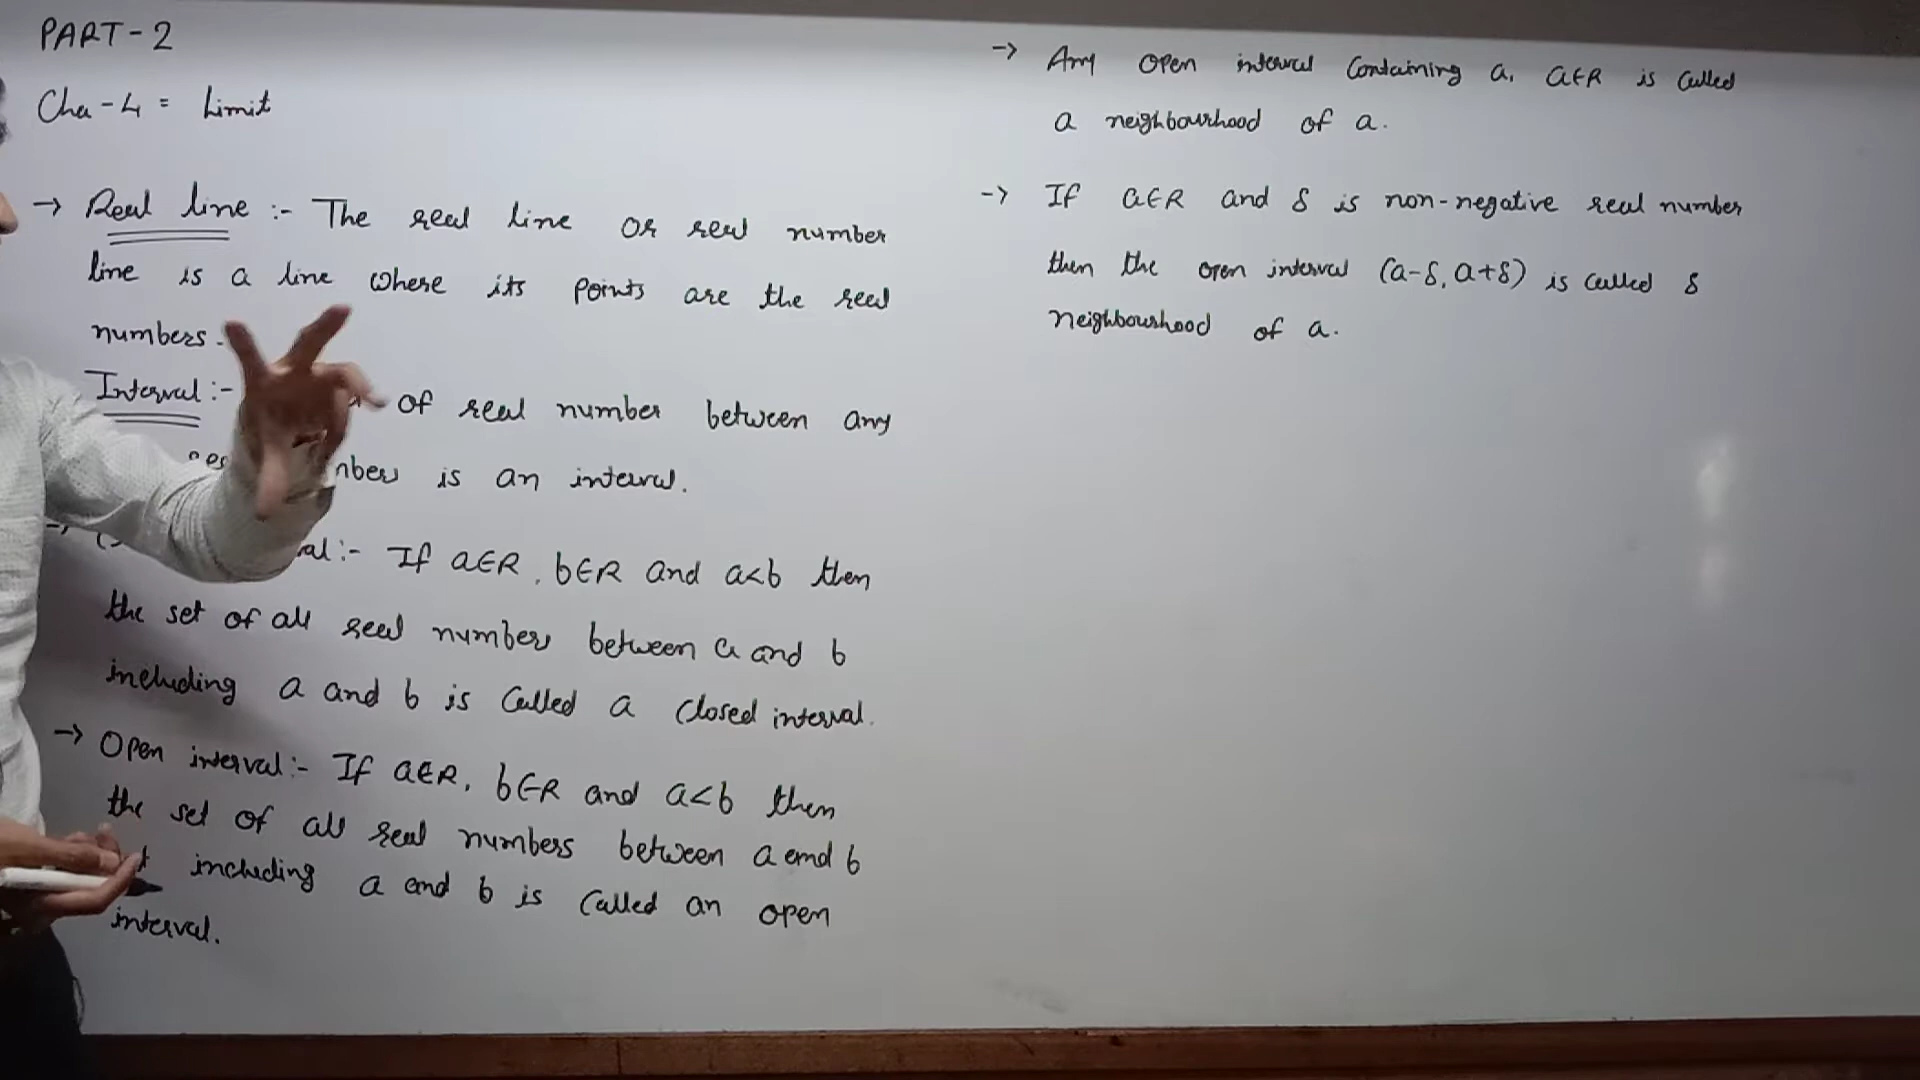 PART - 2
Cha - 4 = Limit
→ Real line :- The real line or real number
line is a line where its points are the real
numbers.
Interval :- of real number between any
is an interval.
→ :- If a∈R, b∈R and a<b then
the set of all real numbers between a and b
including a and b is called a closed interval.
→ Open interval :- If a∈R, b∈R and a<b then
the set of all real numbers between a and b
including a and b is called an open
interval.
→ Any open interval containing a, a∈R is called
a neighbourhood of a.
→ If a∈R and δ is non-negative real number
then the open interval (a-δ, a+δ) is called δ
neighbourhood of a.